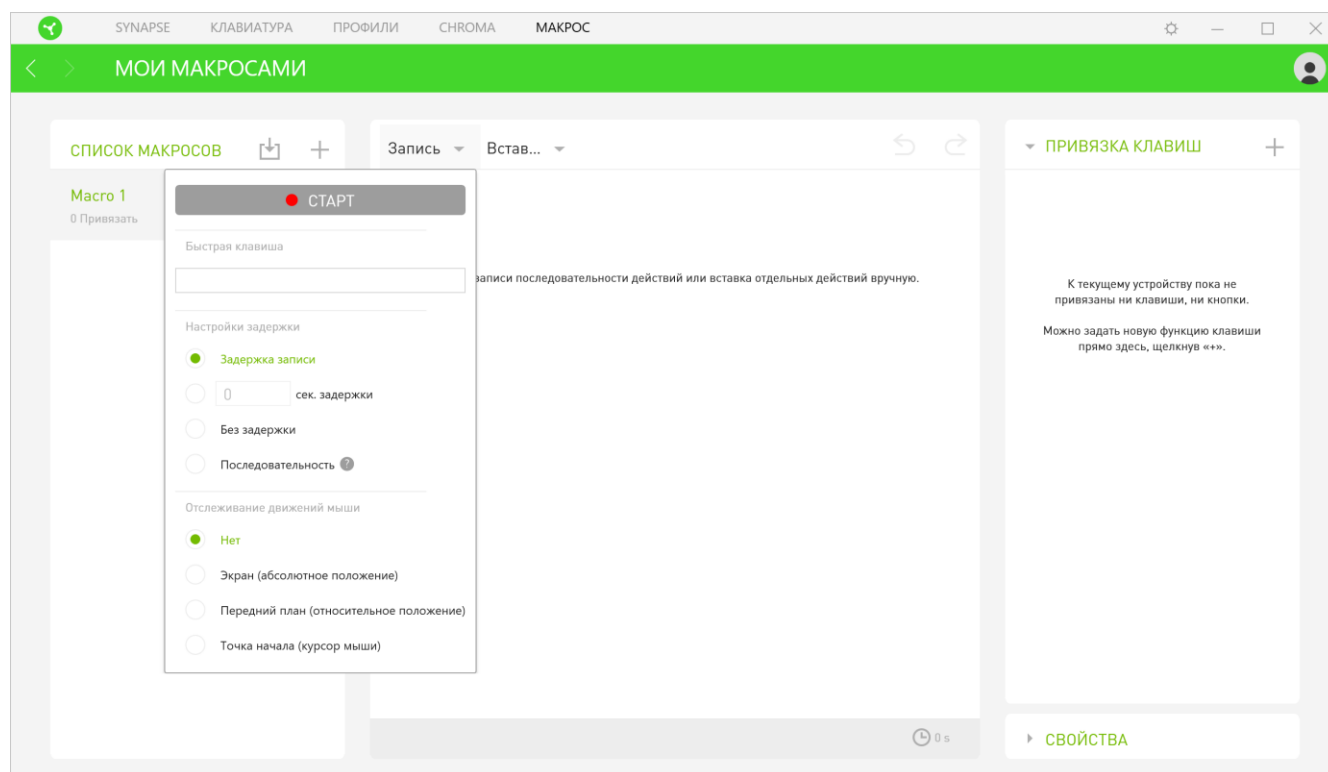 SYNAPSE КЛАВИАТУРА ПРОФИЛИ CHROMA МАКРОС
МОИ МАКРОСАМИ
СПИСОК МАКРОСОВ
Macro 1
0 Привязать
Запись Встав...
СТАРТ
Быстрая клавиша
Настройки задержки
Задержка записи
0 сек. задержки
Без задержки
Последовательность ?
Отслеживание движений мыши
Нет
Экран (абсолютное положение)
Передний план (относительное положение)
Точка начала (курсор мыши)
записи последовательности действий или вставка отдельных действий вручную.
0 s
ПРИВЯЗКА КЛАВИШ
К текущему устройству пока не
привязаны ни клавиши, ни кнопки.
Можно задать новую функцию клавиши
прямо здесь, щелкнув «+».
СВОЙСТВА